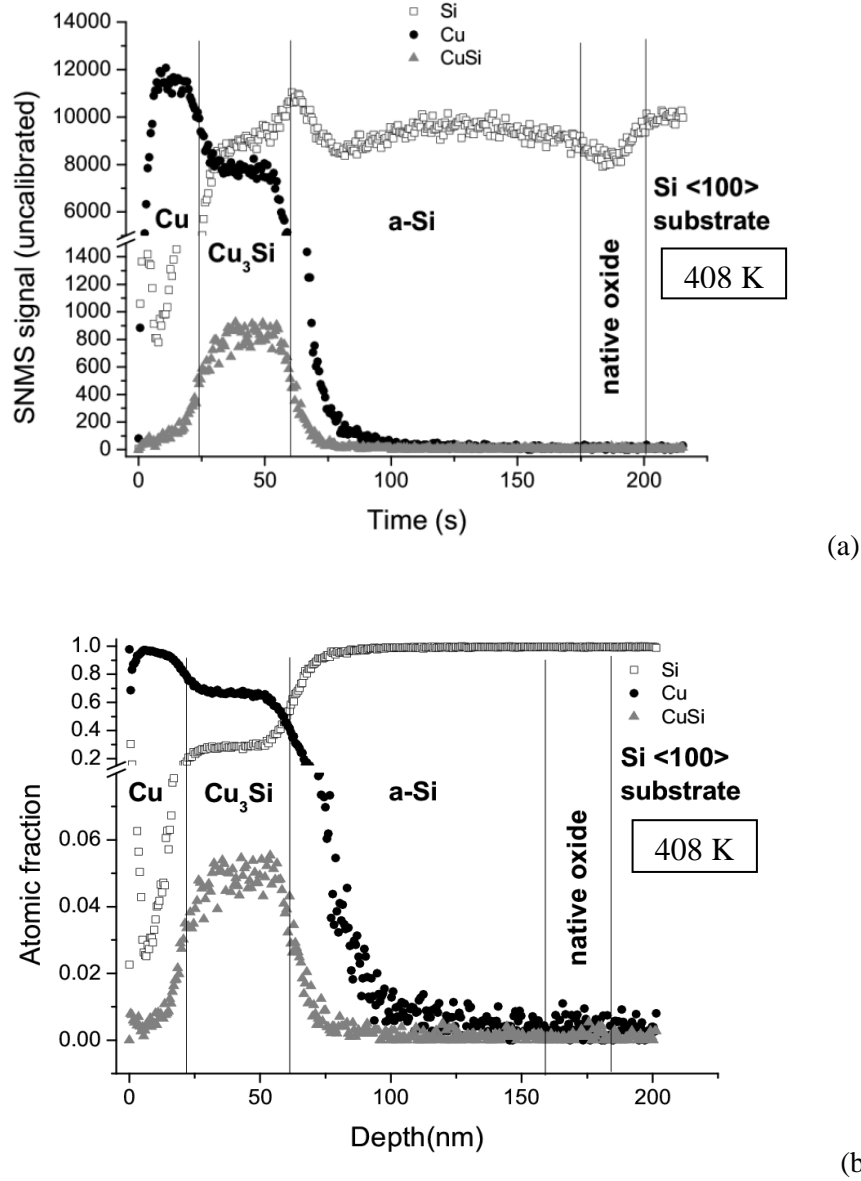 Si
Cu
CuSi
14000
12000
10000
8000
6000
1400
1200
1000
800
600
400
200
0
SNMS signal (uncalibrated)
Cu
Cu3Si
a-Si
native oxide
Si <100>
substrate
408 K
0
50
100
150
200
Time (s)
(a)
1.0
0.8
0.6
0.4
0.2
0.06
0.04
0.02
0.00
Atomic fraction
Si
Cu
CuSi
Cu
Cu3Si
a-Si
native oxide
Si <100>
substrate
408 K
0
50
100
150
200
Depth(nm)
(b